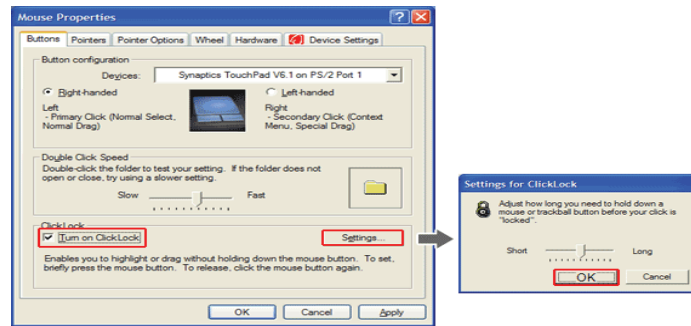 Mouse Properties
Buttons Pointers Pointer Options Wheel Hardware Device Settings
Button configuration
Devices: Synaptics TouchPad V6.1 on PS/2 Port 1
Right-handed Left-handed
Left
- Primary Click (Normal Select,
Normal Drag)
Right
- Secondary Click (Context
Menu, Special Drag)
Double Click Speed
Double-click the folder to test your setting. If the folder does not
open or close, try using a slower setting.
Slow Fast
ClickLock
Turn on ClickLock Settings...
Enables you to highlight or drag without holding down the mouse button. To set,
briefly press the mouse button. To release, click the mouse button again.
OK Cancel Apply
Settings for ClickLock
Adjust how long you need to hold down a
mouse or trackball button before your click is
"locked".
Short Long
OK Cancel